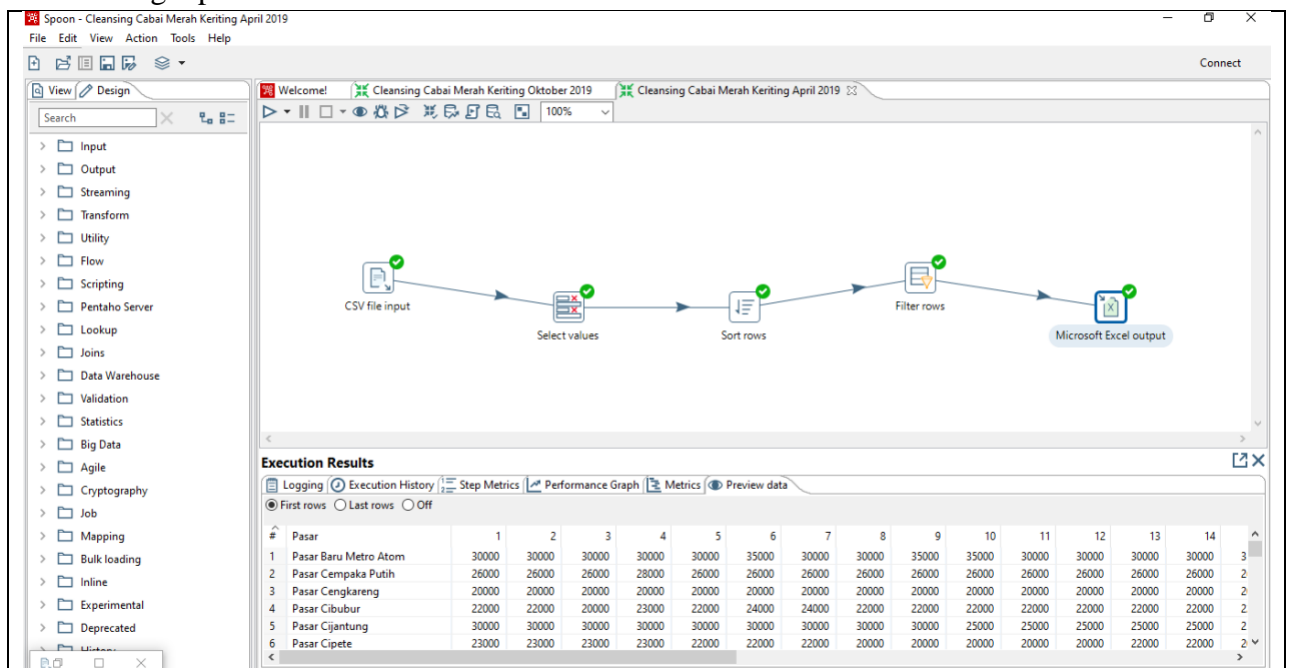 Spoon - Cleansing Cabai Merah Keriting April 2019
File Edit View Action Tools Help
Connect
View Design
Welcome! Cleansing Cabai Merah Keriting Oktober 2019 Cleansing Cabai Merah Keriting April 2019
Search
100%
Input
Output
Streaming
Transform
Utility
Flow
Scripting
Pentaho Server
Lookup
Joins
Data Warehouse
Validation
Statistics
Big Data
Agile
Cryptography
Job
Mapping
Bulk loading
Inline
Experimental
Deprecated
CSV file input
Select values
Sort rows
Filter rows
Microsoft Excel output
Execution Results
Logging Execution History Step Metrics Performance Graph Metrics Preview data
First rows Last rows Off
# Pasar 1 2 3 4 5 6 7 8 9 10 11 12 13 14
1 Pasar Baru Metro Atom 30000 30000 30000 30000 30000 35000 30000 30000 35000 35000 30000 30000 30000 30000 3
2 Pasar Cempaka Putih 26000 26000 26000 28000 26000 26000 26000 26000 26000 26000 26000 26000 26000 26000 2
3 Pasar Cengkareng 20000 20000 20000 20000 20000 20000 20000 20000 20000 20000 20000 20000 20000 20000 2
4 Pasar Cibubur 22000 22000 20000 23000 22000 24000 24000 22000 22000 22000 22000 22000 22000 22000 2
5 Pasar Cijantung 30000 30000 30000 30000 30000 30000 30000 30000 30000 25000 25000 25000 25000 25000 2
6 Pasar Cipete 23000 23000 23000 23000 22000 22000 22000 20000 20000 20000 20000 20000 22000 22000 2